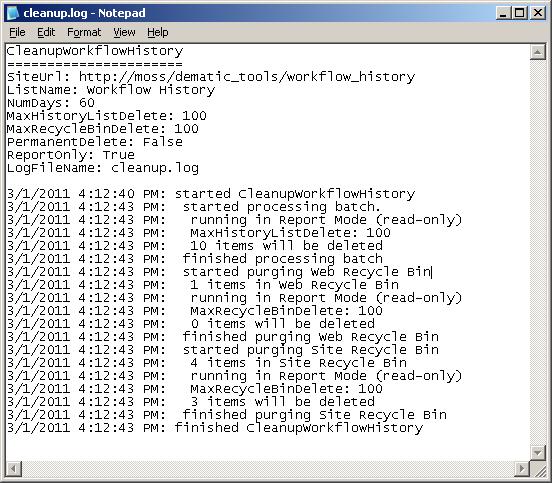 cleanup.log - Notepad
File Edit Format View Help
CleanupWorkflowHistory
=======================
SiteUrl: http://moss/dematic_tools/workflow_history
ListName: Workflow History
NumDays: 60
MaxHistoryListDelete: 100
MaxRecycleBinDelete: 100
PermanentDelete: False
ReportOnly: True
LogFileName: cleanup.log

3/1/2011 4:12:40 PM: started CleanupWorkflowHistory
3/1/2011 4:12:43 PM:  started processing batch.
3/1/2011 4:12:43 PM:   running in Report Mode (read-only)
3/1/2011 4:12:43 PM:   MaxHistoryListDelete: 100
3/1/2011 4:12:43 PM:   10 items will be deleted
3/1/2011 4:12:43 PM:  finished processing batch
3/1/2011 4:12:43 PM:  started purging Web Recycle Bin
3/1/2011 4:12:43 PM:   1 items in Web Recycle Bin
3/1/2011 4:12:43 PM:   running in Report Mode (read-only)
3/1/2011 4:12:43 PM:   MaxRecycleBinDelete: 100
3/1/2011 4:12:43 PM:   0 items will be deleted
3/1/2011 4:12:43 PM:  finished purging Web Recycle Bin
3/1/2011 4:12:43 PM:  started purging Site Recycle Bin
3/1/2011 4:12:43 PM:   4 items in Site Recycle Bin
3/1/2011 4:12:43 PM:   running in Report Mode (read-only)
3/1/2011 4:12:43 PM:   MaxRecycleBinDelete: 100
3/1/2011 4:12:43 PM:   3 items will be deleted
3/1/2011 4:12:43 PM:  finished purging Site Recycle Bin
3/1/2011 4:12:43 PM: finished CleanupWorkflowHistory